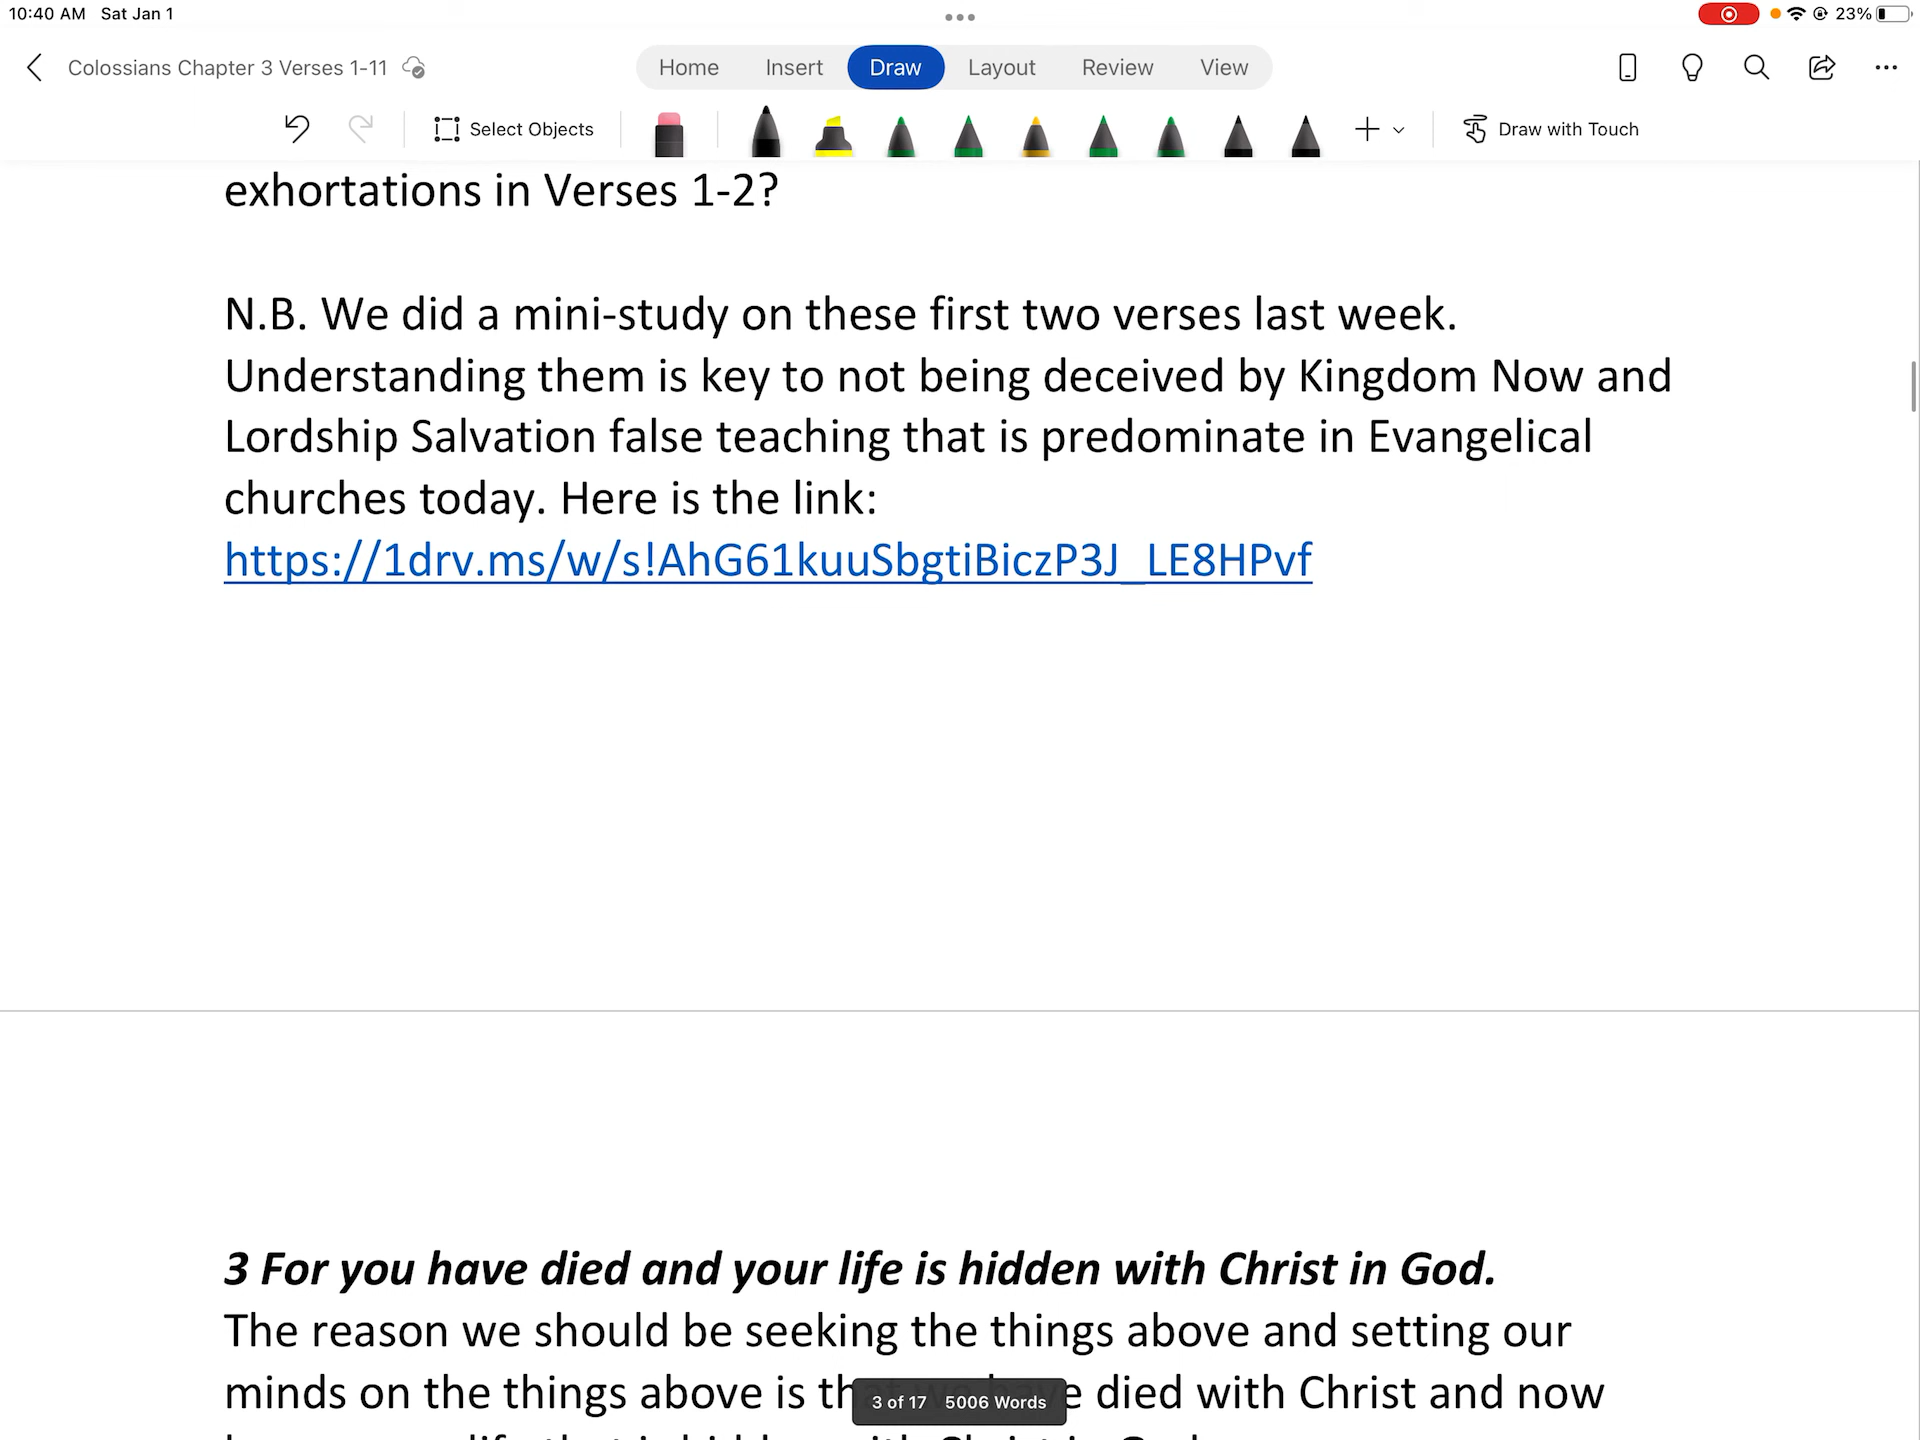 10:40 AM Sat Jan 1
23%
Colossians Chapter 3 Verses 1-11
Home Insert Draw Layout Review View
Select Objects
Draw with Touch
exhortations in Verses 1-2?
N.B. We did a mini-study on these first two verses last week.
Understanding them is key to not being deceived by Kingdom Now and
Lordship Salvation false teaching that is predominate in Evangelical
churches today. Here is the link:
https://1drv.ms/w/s!AhG61kuuSbgtiBiczP3J_LE8HPvf
3 For you have died and your life is hidden with Christ in God.
The reason we should be seeking the things above and setting our
minds on the things above is that we have died with Christ and now
3 of 17 5006 Words